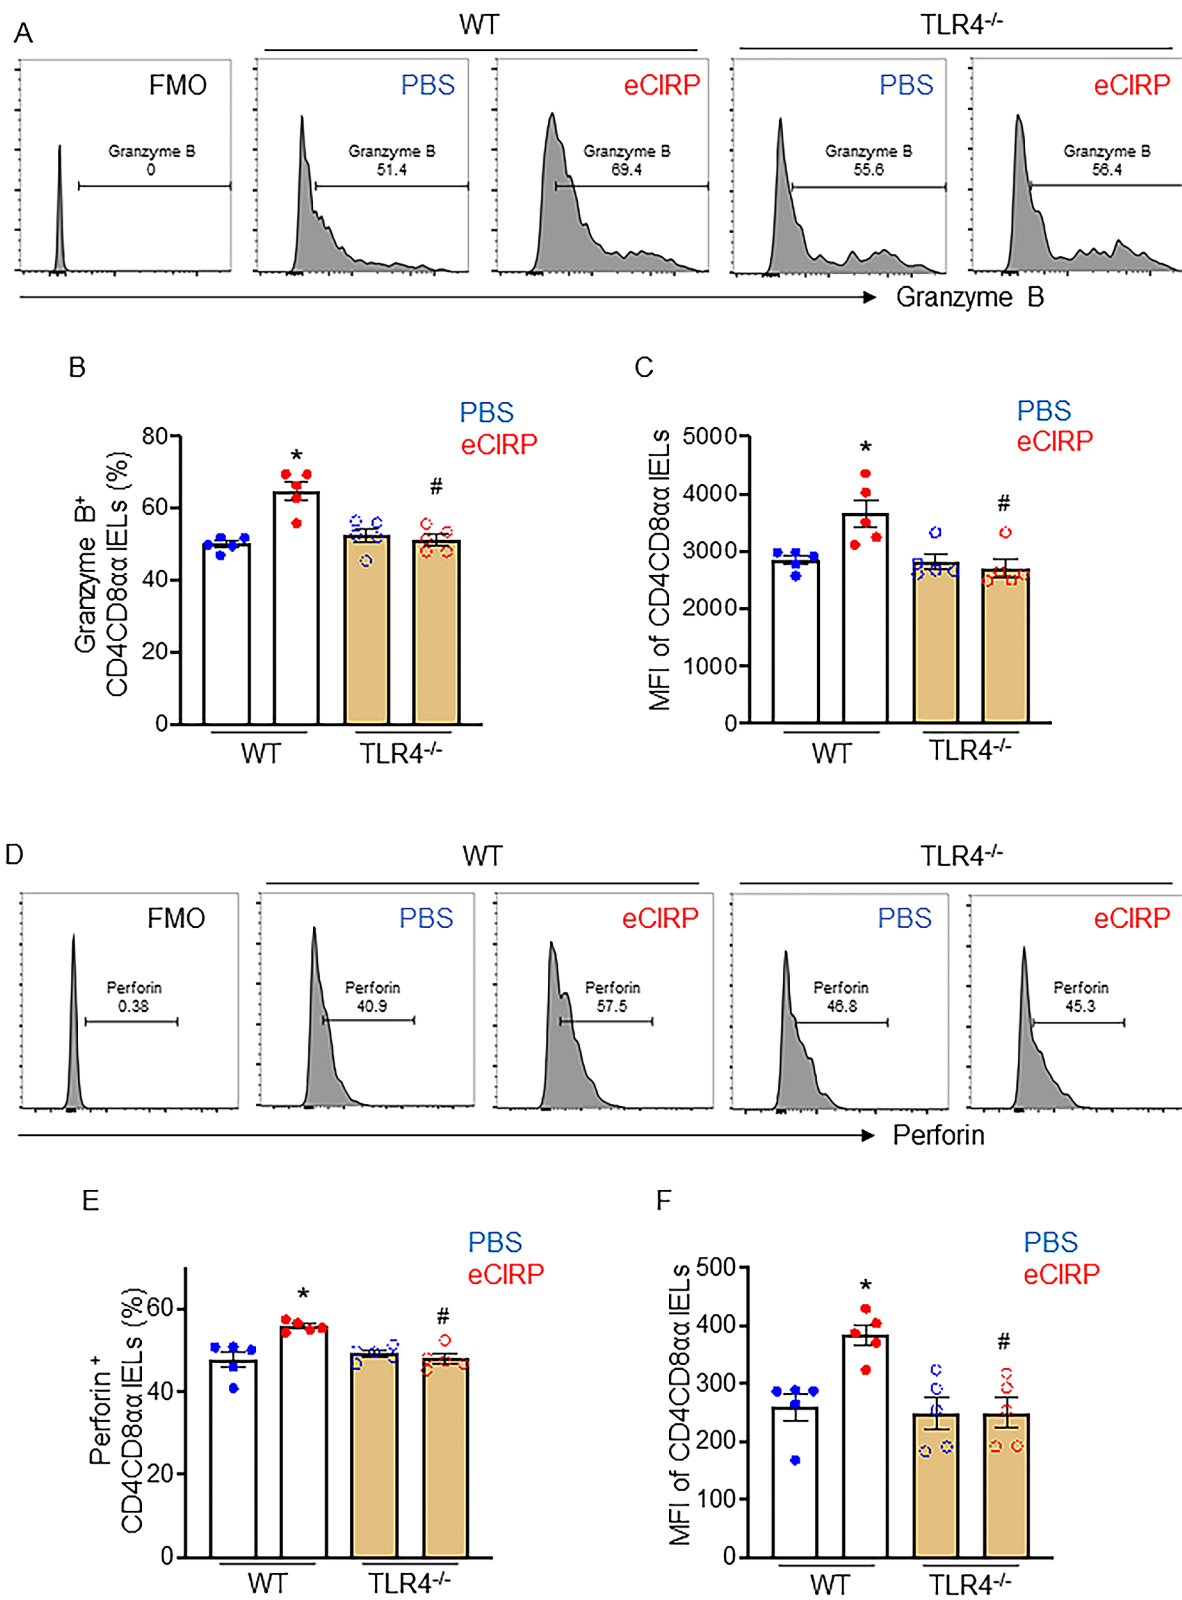 A
WT
TLR4-/-
FMO
PBS
eCIRP
PBS
eCIRP
Granzyme B
0
Granzyme B
51.4
Granzyme B
69.4
Granzyme B
55.6
Granzyme B
56.4
Granzyme B
B
PBS
eCIRP
Granzyme B+
CD4CD8αα IELs (%)
80
60
40
20
0
*
#
WT
TLR4-/-
C
PBS
eCIRP
MFI of CD4CD8αα IELs
5000
4000
3000
2000
1000
0
*
#
WT
TLR4-/-
D
WT
TLR4-/-
FMO
PBS
eCIRP
PBS
eCIRP
Perforin
0.38
Perforin
40.9
Perforin
57.5
Perforin
46.8
Perforin
45.3
Perforin
E
PBS
eCIRP
Perforin +
CD4CD8αα IELs (%)
60
40
20
0
*
#
WT
TLR4-/-
F
PBS
eCIRP
MFI of CD4CD8αα IELs
500
400
300
200
100
0
*
#
WT
TLR4-/-